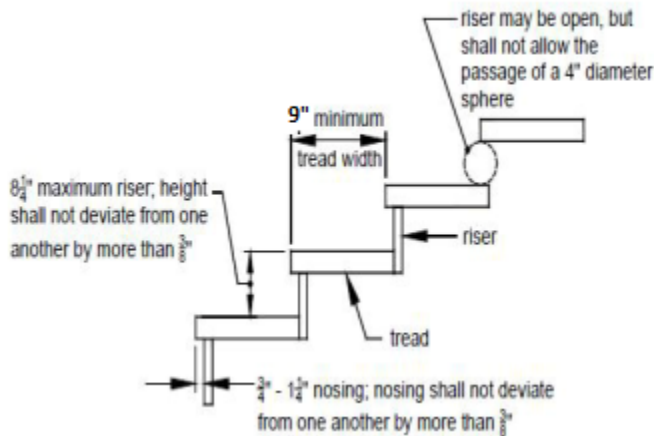 riser may be open, but
shall not allow the
passage of a 4" diameter
sphere
9" minimum
tread width
8¼" maximum riser; height
shall not deviate from one
another by more than ⅜"
riser
tread
¾" - 1¼" nosing; nosing shall not deviate
from one another by more than ⅜"